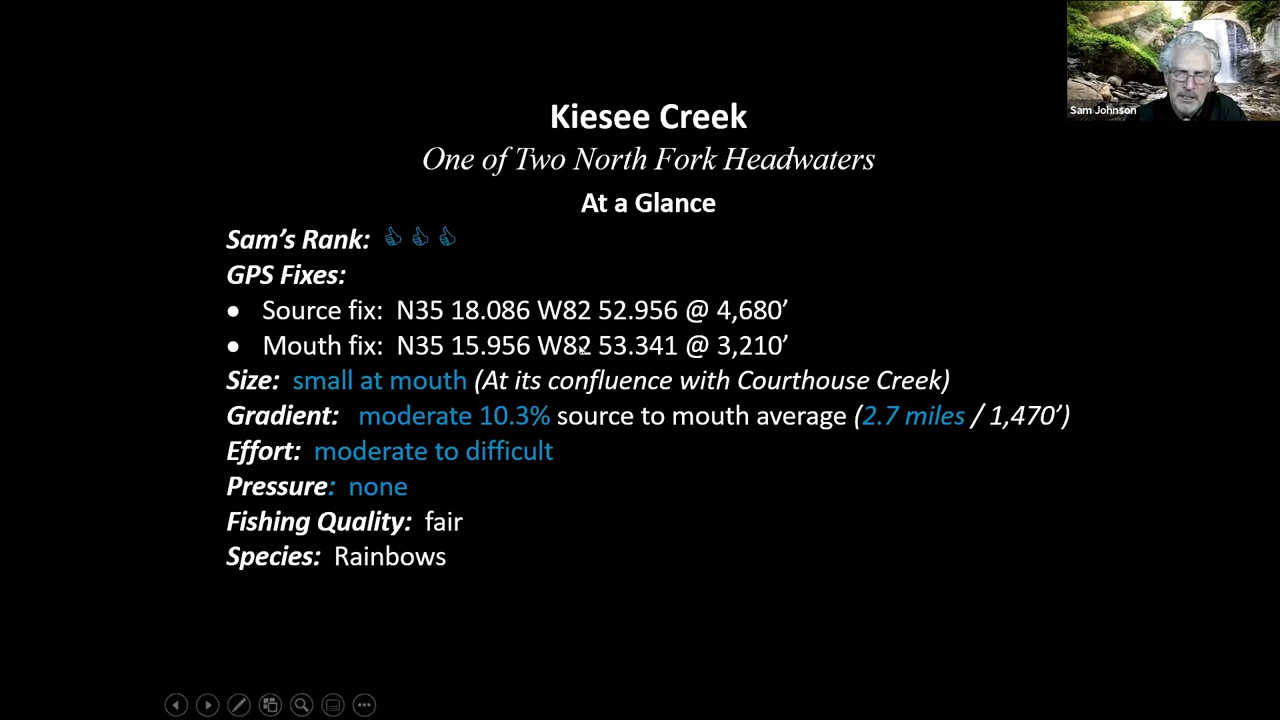 Sam Johnson
Kiesee Creek
One of Two North Fork Headwaters
At a Glance
Sam’s Rank:
GPS Fixes:
• Source fix: N35 18.086 W82 52.956 @ 4,680’
• Mouth fix: N35 15.956 W82 53.341 @ 3,210’
Size: small at mouth (At its confluence with Courthouse Creek)
Gradient: moderate 10.3% source to mouth average (2.7 miles / 1,470’)
Effort: moderate to difficult
Pressure: none
Fishing Quality: fair
Species: Rainbows